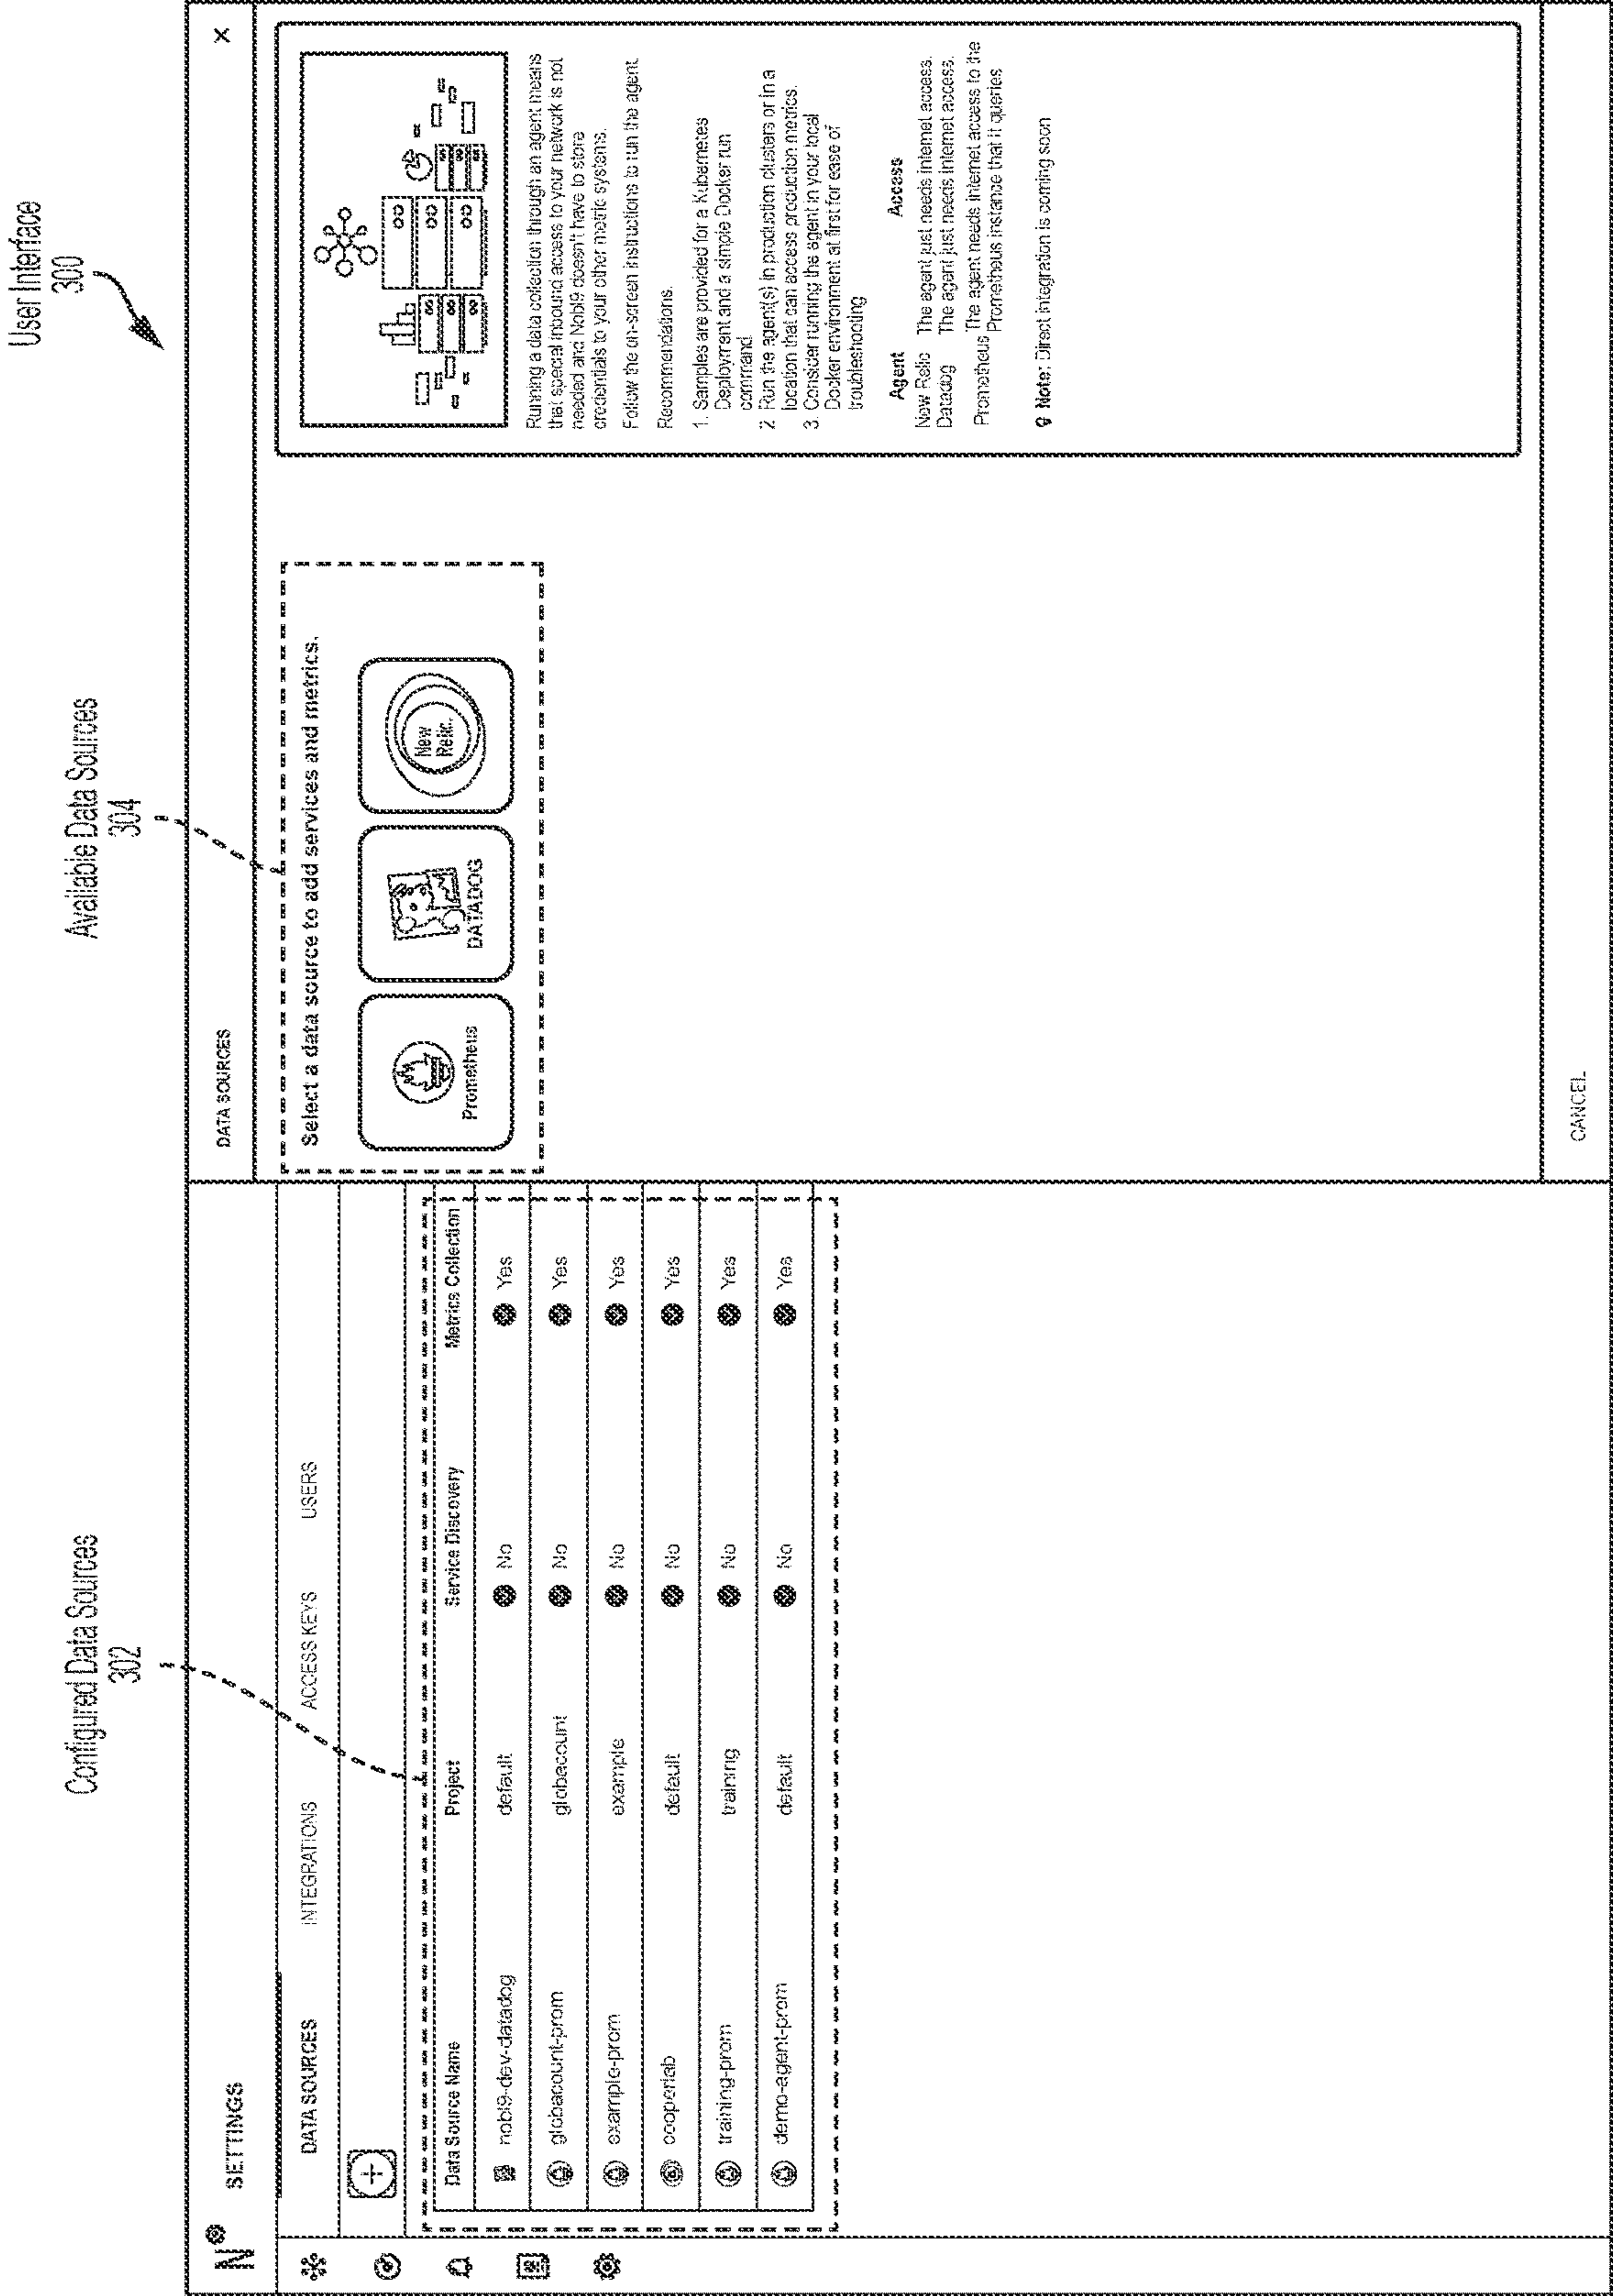 User Interface
300
Configured Data Sources
302
Available Data Sources
304
N9
SETTINGS
DATA SOURCES
INTEGRATIONS
ACCESS KEYS
USERS
Data Source Name Project Service Discovery Metrics Collection
nobl9-dev-datadog default No Yes
globacount-prom globacount No Yes
example-prom example No Yes
cooperlab default No Yes
training-prom training No Yes
demo-agent-prom default No Yes
DATA SOURCES
X
Select a data source to add services and metrics.
Prometheus
DATADOG
New
Relic.
Running a data collection through an agent means
that special inbound access to your network is not
needed and Nobl9 doesn't have to store
credentials to your other metric systems.
Follow the on-screen instructions to run the agent.
Recommendations.
1. Samples are provided for a Kubernetes
Deployment and a simple Docker run
command.
2. Run the agent(s) in production clusters or in a
location that can access production metrics.
3. Consider running the agent in your local
Docker environment at first for ease of
troubleshooting
Agent Access
New Relic The agent just needs internet access.
Datadog The agent just needs internet access.
Prometheus The agent needs internet access to the
Prometheus instance that it queries
Note: Direct integration is coming soon
CANCEL